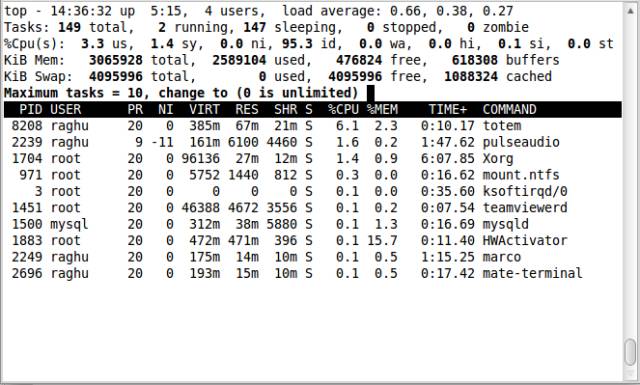 top - 14:36:32 up  5:15,  4 users,  load average: 0.66, 0.38, 0.27
Tasks: 149 total,   2 running, 147 sleeping,   0 stopped,   0 zombie
%Cpu(s):  3.3 us,  1.4 sy,  0.0 ni, 95.3 id,  0.0 wa,  0.0 hi,  0.1 si,  0.0 st
KiB Mem:   3065928 total,  2589104 used,   476824 free,   618308 buffers
KiB Swap:  4095996 total,        0 used,  4095996 free,  1088324 cached
Maximum tasks = 10, change to (0 is unlimited)
  PID USER      PR  NI  VIRT  RES  SHR S  %CPU %MEM    TIME+  COMMAND
 8208 raghu     20   0  385m  67m  21m S   6.1  2.3   0:10.17 totem
 2239 raghu      9 -11  161m 6100 4460 S   1.6  0.2   1:47.62 pulseaudio
 1704 root      20   0 96136  27m  12m S   1.4  0.9   6:07.85 Xorg
  971 root      20   0  5752 1440  812 S   0.3  0.0   0:16.62 mount.ntfs
    3 root      20   0     0    0    0 S   0.1  0.0   0:35.60 ksoftirqd/0
 1451 root      20   0 46388 4672 3556 S   0.1  0.2   0:07.54 teamviewerd
 1500 mysql     20   0  312m  38m 5880 S   0.1  1.3   0:16.69 mysqld
 1883 root      20   0  472m 471m  396 S   0.1 15.7   0:11.40 HWActivator
 2249 raghu     20   0  175m  14m  10m S   0.1  0.5   1:15.25 marco
 2696 raghu     20   0  193m  15m  10m S   0.1  0.5   0:17.42 mate-terminal